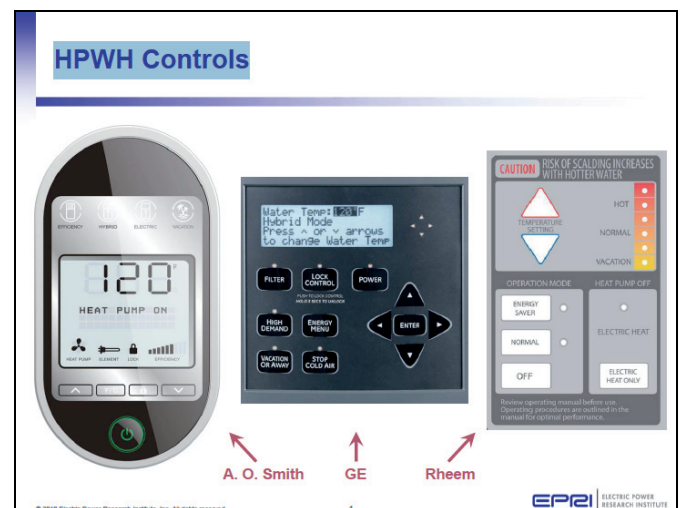 HPWH Controls
EFFICIENCY HYBRID ELECTRIC VACATION
120°F
HEAT PUMP ON
HEAT PUMP ELEMENT LOCK EFFICIENCY
Water Temp: 120°F
Hybrid Mode
Press ^ or v arrows
to change Water Temp
FILTER
LOCK
CONTROL
POWER
PUSH TO LOCK CONTROL
HOLD 3 SECS TO UNLOCK
HIGH
DEMAND
ENERGY
MENU
ENTER
VACATION
OR AWAY
STOP
COLD AIR
CAUTION RISK OF SCALDING INCREASES
WITH HOTTER WATER
TEMPERATURE
SETTING
HOT
NORMAL
VACATION
OPERATION MODE
HEAT PUMP OFF
ENERGY
SAVER
NORMAL
OFF
ELECTRIC HEAT
ELECTRIC
HEAT ONLY
Review operating manual before use.
Operating procedures are outlined in the
manual for optimal performance.
A. O. Smith
GE
Rheem
EPRI ELECTRIC POWER
RESEARCH INSTITUTE